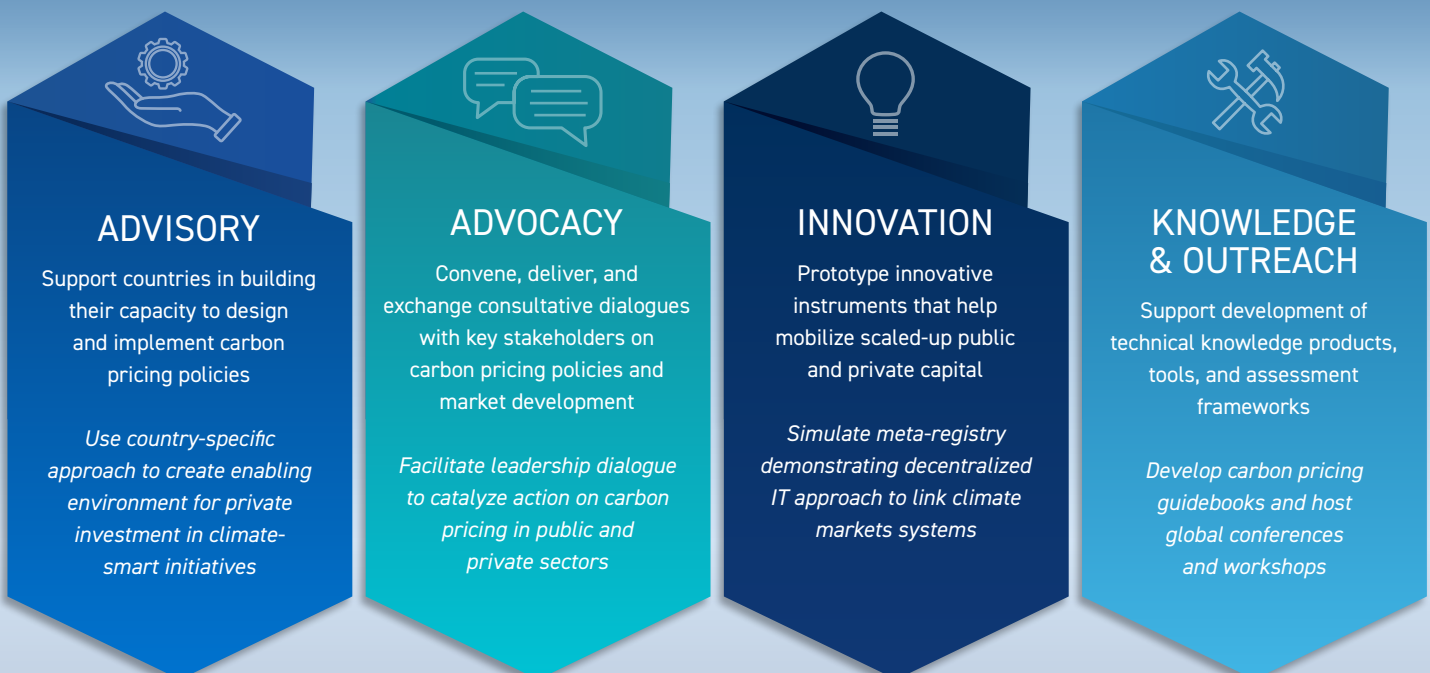 ADVISORY
Support countries in building
their capacity to design
and implement carbon
pricing policies
Use country-specific
approach to create enabling
environment for private
investment in climate-
smart initiatives
ADVOCACY
Convene, deliver, and
exchange consultative dialogues
with key stakeholders on
carbon pricing policies and
market development
Facilitate leadership dialogue
to catalyze action on carbon
pricing in public and
private sectors
INNOVATION
Prototype innovative
instruments that help
mobilize scaled-up public
and private capital
Simulate meta-registry
demonstrating decentralized
IT approach to link climate
markets systems
KNOWLEDGE
& OUTREACH
Support development of
technical knowledge products,
tools, and assessment
frameworks
Develop carbon pricing
guidebooks and host
global conferences
and workshops